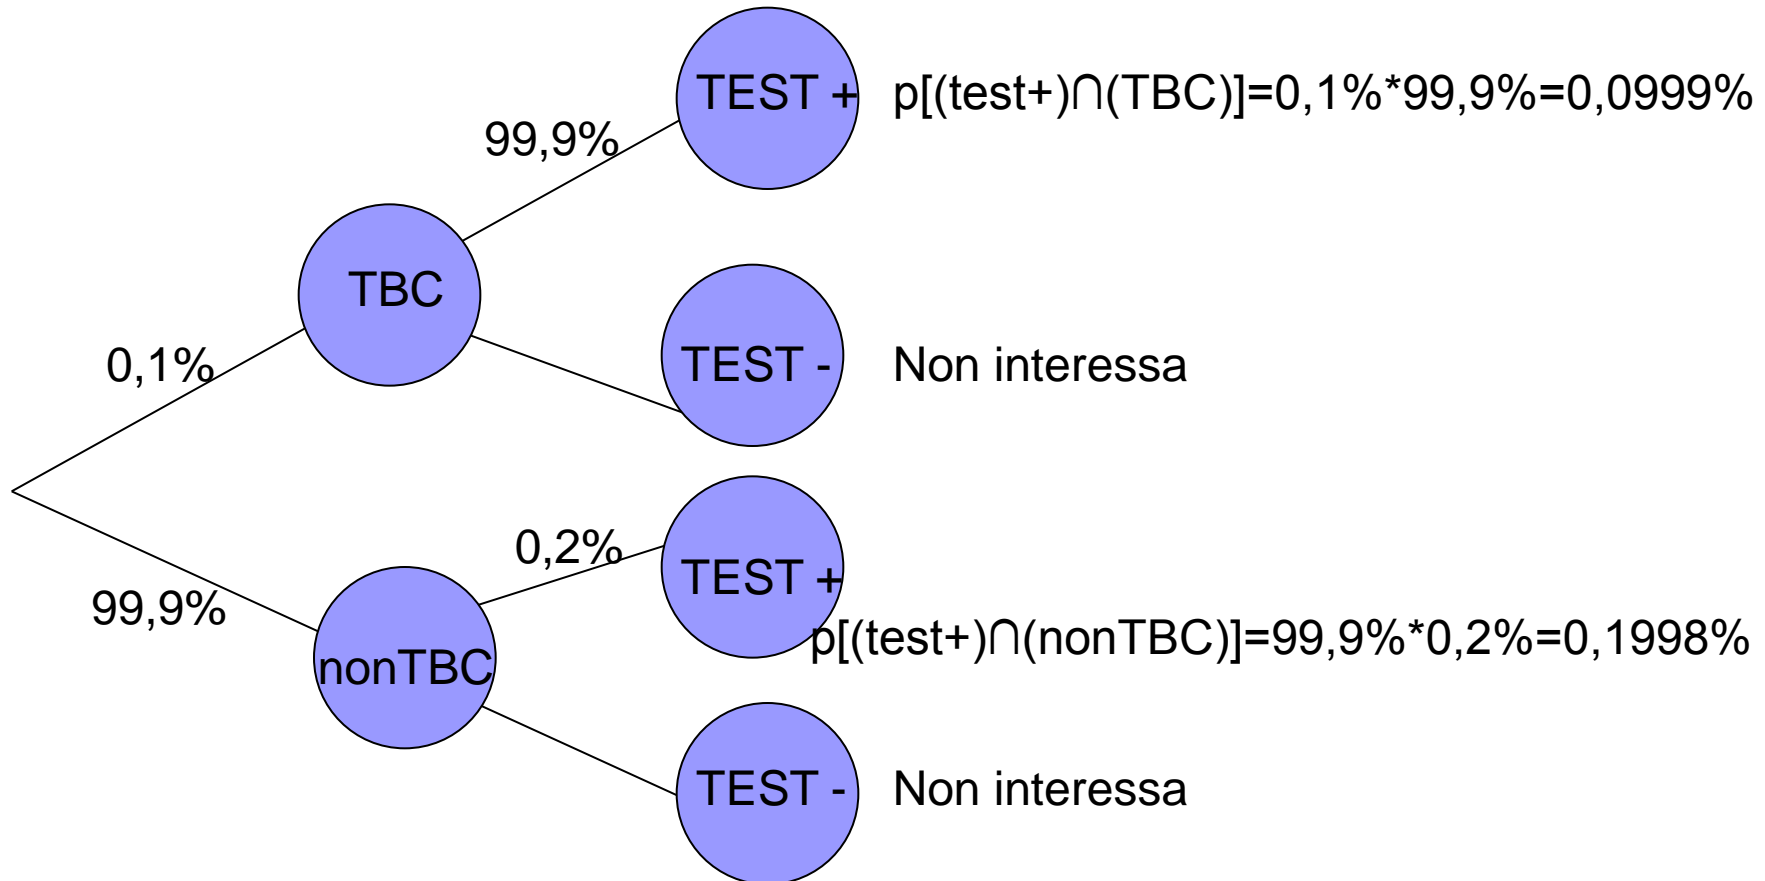 TEST + p[(test+)∩(TBC)]=0,1%*99,9%=0,0999%
99,9%
TBC
0,1%
TEST - Non interessa
0,2%
TEST +
99,9%
p[(test+)∩(nonTBC)]=99,9%*0,2%=0,1998%
nonTBC
TEST - Non interessa